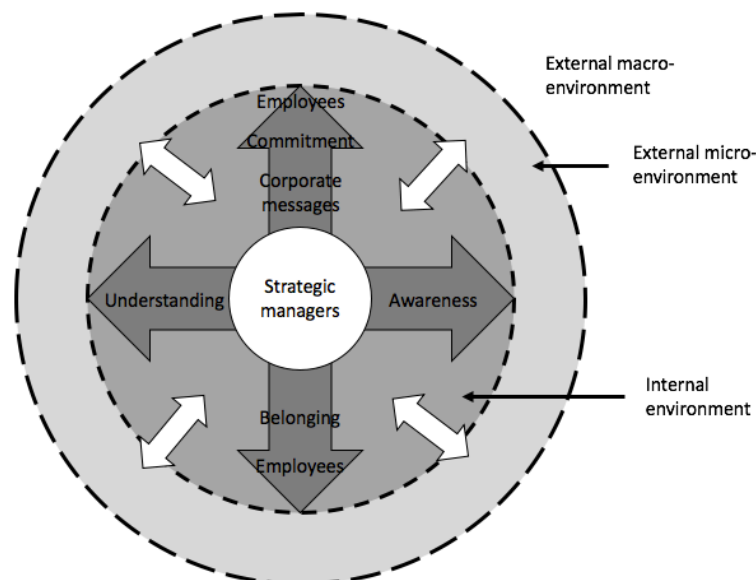 Employees
Commitment
Corporate
messages
Understanding
Strategic
managers
Awareness
Belonging
Employees
External macro-
environment
External micro-
environment
Internal
environment